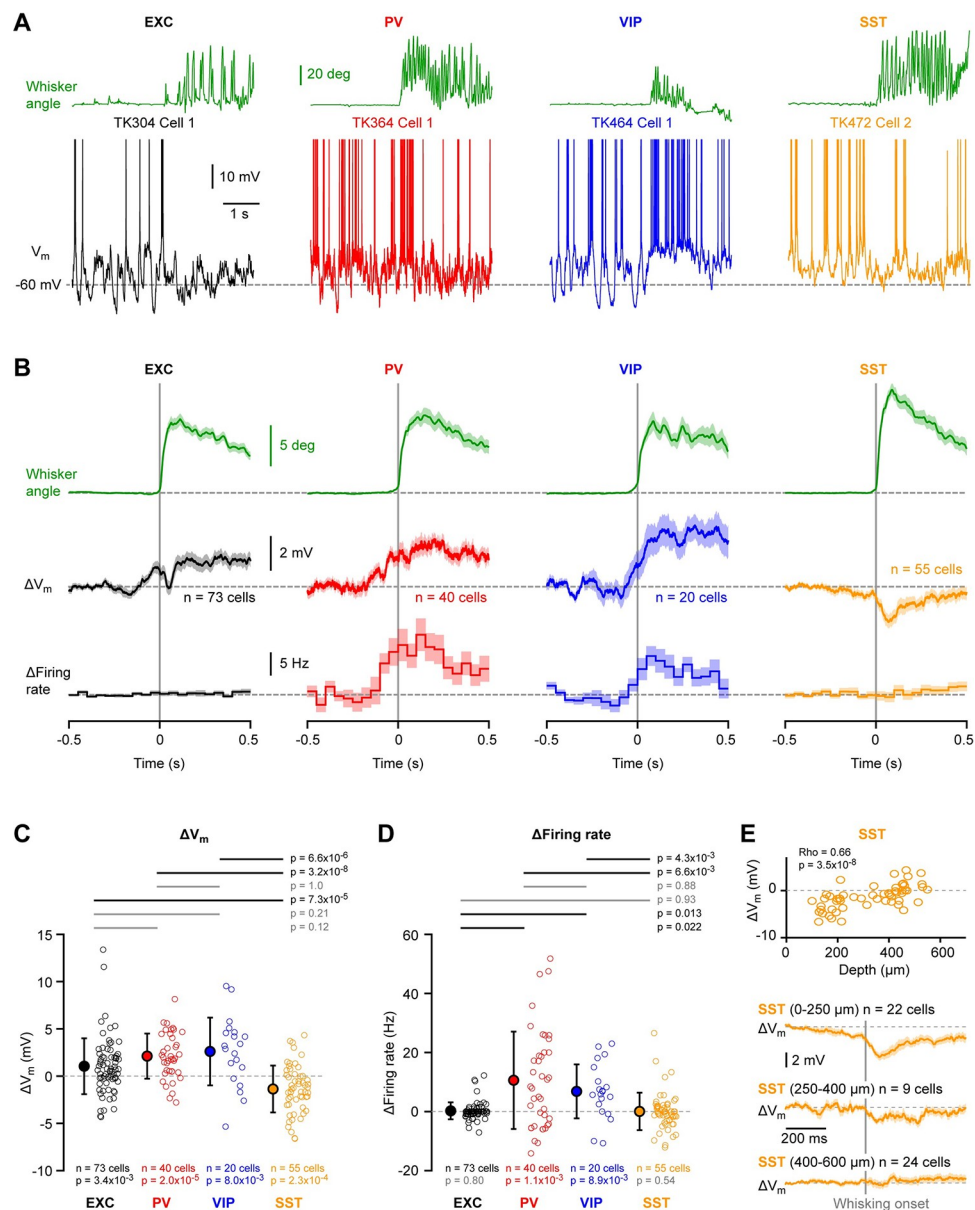 A
EXC PV VIP SST
Whisker angle
20 deg
TK304 Cell 1 TK364 Cell 1 TK464 Cell 1 TK472 Cell 2
10 mV
1 s
Vm
-60 mV
B
EXC PV VIP SST
5 deg
Whisker angle
2 mV
ΔVm
n = 73 cells n = 40 cells n = 20 cells n = 55 cells
ΔFiring rate
5 Hz
-0.5 0 0.5 -0.5 0 0.5 -0.5 0 0.5 -0.5 0 0.5
Time (s) Time (s) Time (s) Time (s)
C
ΔVm
p = 6.6x10⁻⁶
p = 3.2x10⁻⁸
p = 1.0
p = 7.3x10⁻⁵
p = 0.21
p = 0.12
15
10
5
0
-5
-10
ΔVm (mV)
n = 73 cells n = 40 cells n = 20 cells n = 55 cells
p = 3.4x10⁻³ p = 2.0x10⁻⁵ p = 8.0x10⁻³ p = 2.3x10⁻⁴
EXC PV VIP SST
D
ΔFiring rate
p = 4.3x10⁻³
p = 6.6x10⁻³
p = 0.88
p = 0.93
p = 0.013
p = 0.022
60
40
20
0
-20
ΔFiring rate (Hz)
n = 73 cells n = 40 cells n = 20 cells n = 55 cells
p = 0.80 p = 1.1x10⁻³ p = 8.9x10⁻³ p = 0.54
EXC PV VIP SST
E
SST
Rho = 0.66
p = 3.5x10⁻⁸
ΔVm (mV)
0
-10
0 200 400 600
Depth (µm)
SST (0-250 µm) n = 22 cells
ΔVm
2 mV
SST (250-400 µm) n = 9 cells
ΔVm
200 ms
SST (400-600 µm) n = 24 cells
ΔVm
Whisking onset